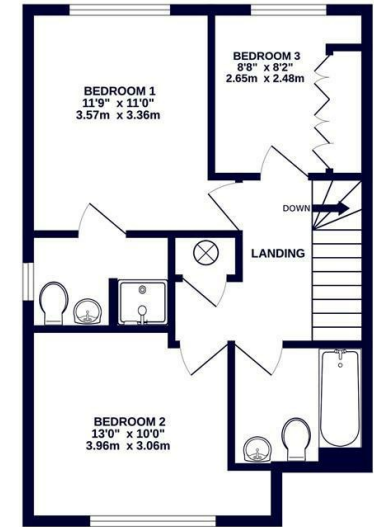 BEDROOM 1
11'9" x 11'0"
3.57m x 3.36m
BEDROOM 3
8'8" x 8'2"
2.65m x 2.48m
DOWN
LANDING
BEDROOM 2
13'0" x 10'0"
3.96m x 3.06m